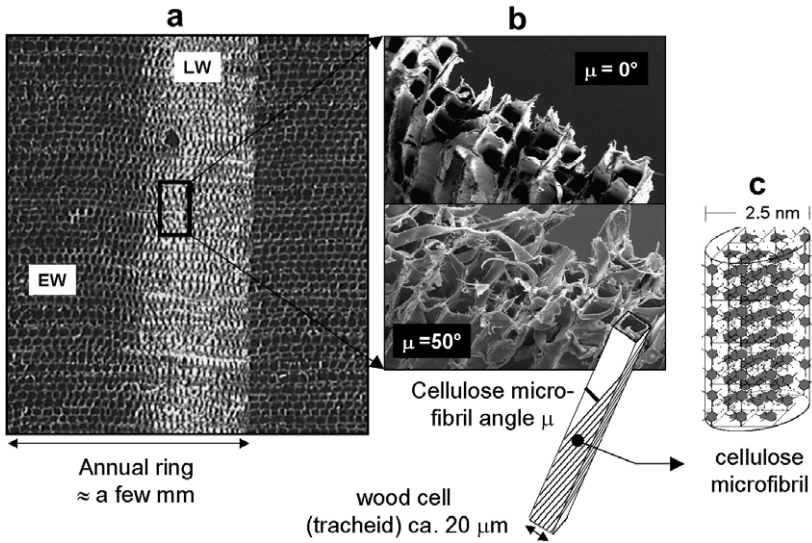 a
b
LW
EW
μ = 0°
μ =50°
c
2.5 nm
Cellulose micro-
fibril angle μ
Annual ring
≈ a few mm
wood cell
(tracheid) ca. 20 μm
cellulose
microfibril